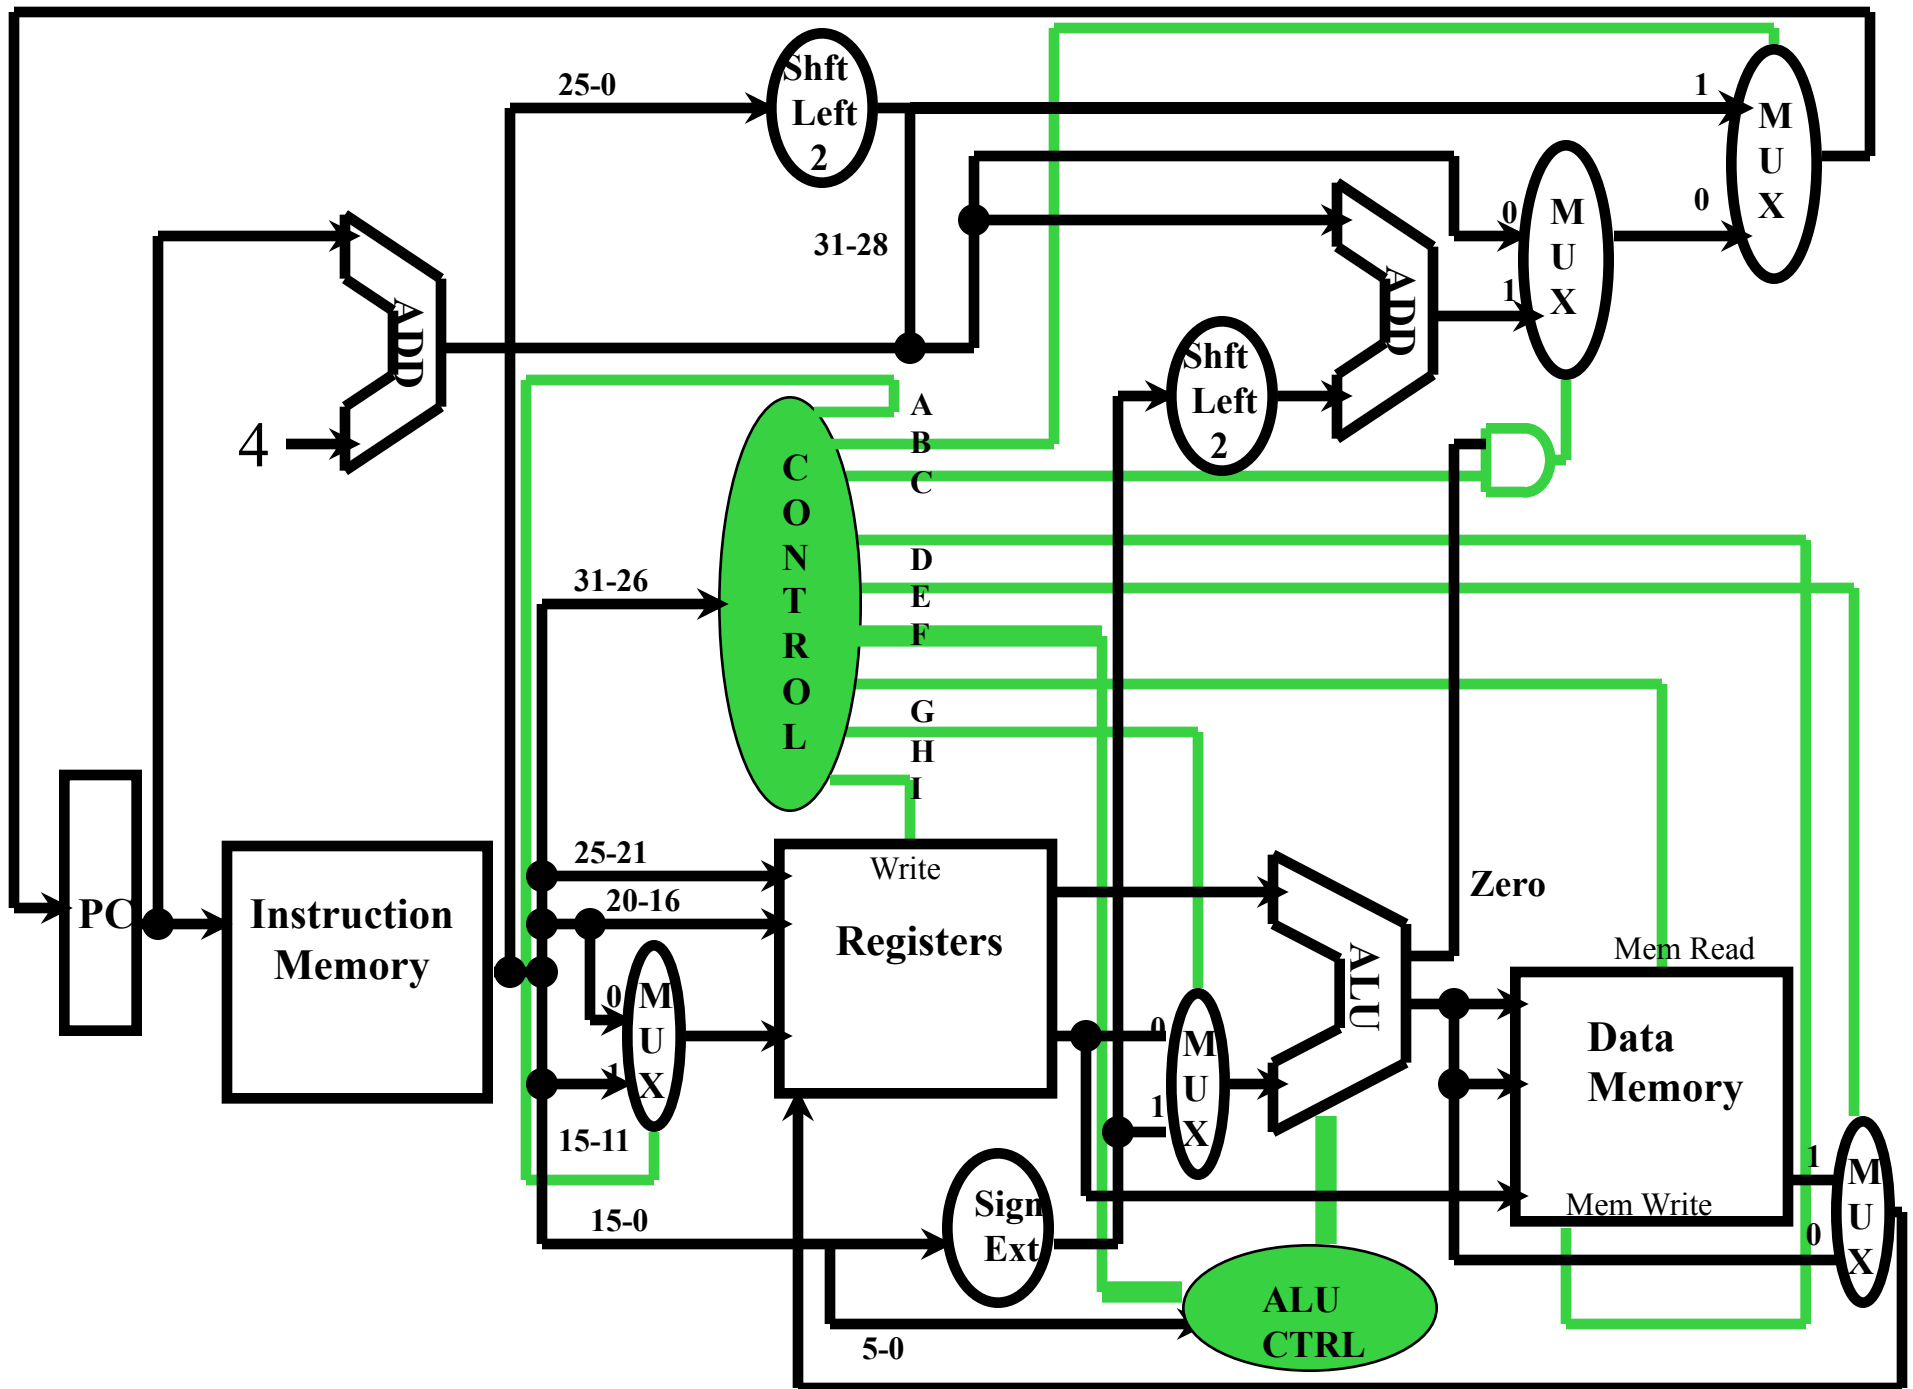 Shft
Left
2
25-0
1
M
U
X
0
31-28
M
U
X
0
1
ADD
ADD
4
Shft
Left
2
A
B
C
D
E
F
G
H
I
C
O
N
T
R
O
L
31-26
25-21
20-16
Write
Registers
PC
Instruction
Memory
0
1
M
U
X
15-11
15-0
Sign
Ext
5-0
0
1
M
U
X
ALU
Zero
Mem Read
Data
Memory
Mem Write
1
0
M
U
X
ALU
CTRL